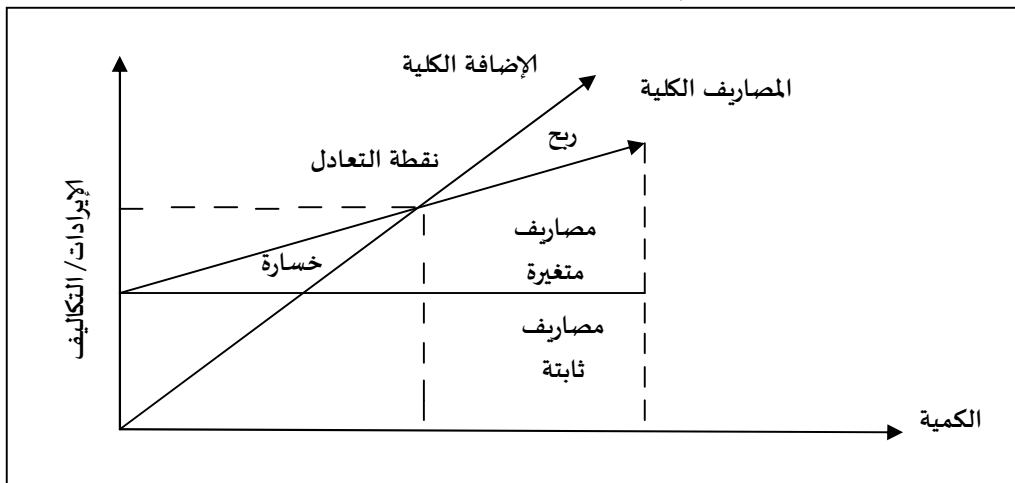 الإضافة الكلية
المصاريف الكلية
ربح
نقطة التعادل
الإيرادات/ التكاليف
مصاريف
متغيرة
خسارة
مصاريف
ثابتة
الكمية